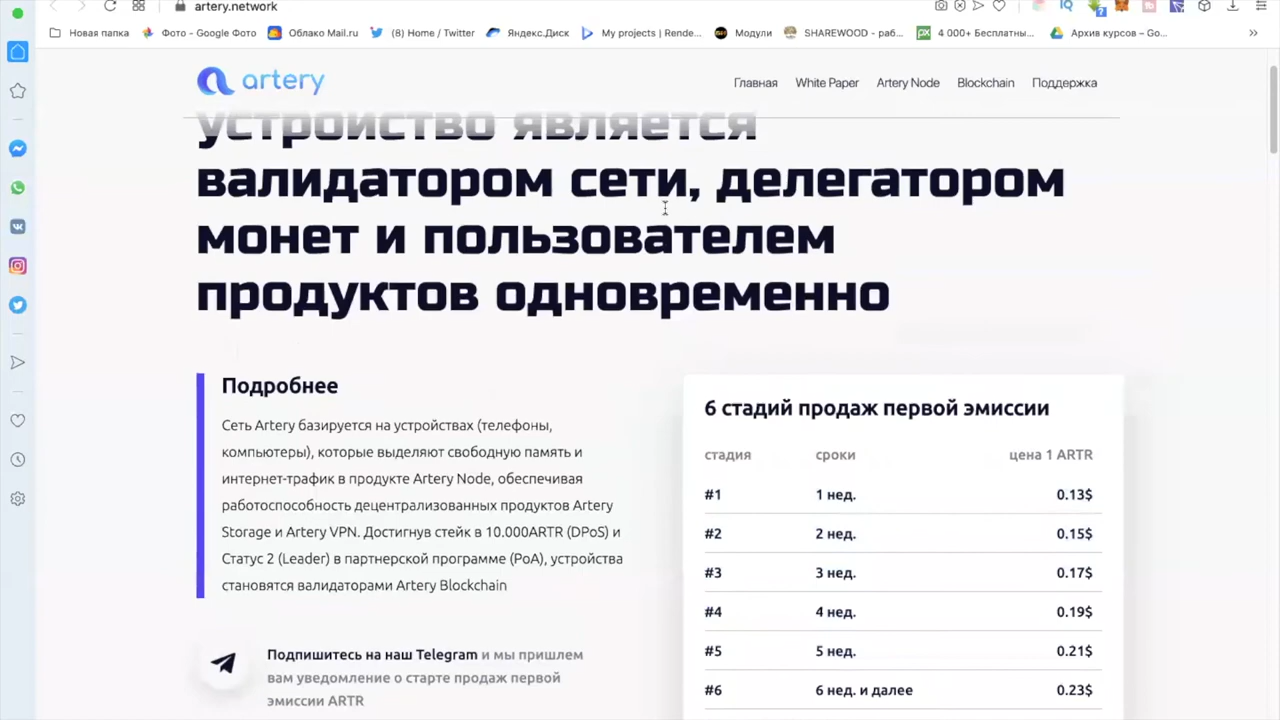 artery.network
Новая папка
Фото - Google Фото
Облако Mail.ru
(8) Home / Twitter
Яндекс.Диск
My projects | Rende...
Модули
SHAREWOOD - раб...
4 000+ Бесплатны...
Архив курсов – Go...
artery
Главная
White Paper
Artery Node
Blockchain
Поддержка
устройство является
валидатором сети, делегатором
монет и пользователем
продуктов одновременно
Подробнее
Сеть Artery базируется на устройствах (телефоны,
компьютеры), которые выделяют свободную память и
интернет-трафик в продукте Artery Node, обеспечивая
работоспособность децентрализованных продуктов Artery
Storage и Artery VPN. Достигнув стейк в 10.000ARTR (DPoS) и
Статус 2 (Leader) в партнерской программе (PoA), устройства
становятся валидаторами Artery Blockchain
Подпишитесь на наш Telegram и мы пришлем
вам уведомление о старте продаж первой
эмиссии ARTR
6 стадий продаж первой эмиссии
стадия сроки цена 1 ARTR
#1 1 нед. 0.13$
#2 2 нед. 0.15$
#3 3 нед. 0.17$
#4 4 нед. 0.19$
#5 5 нед. 0.21$
#6 6 нед. и далее 0.23$